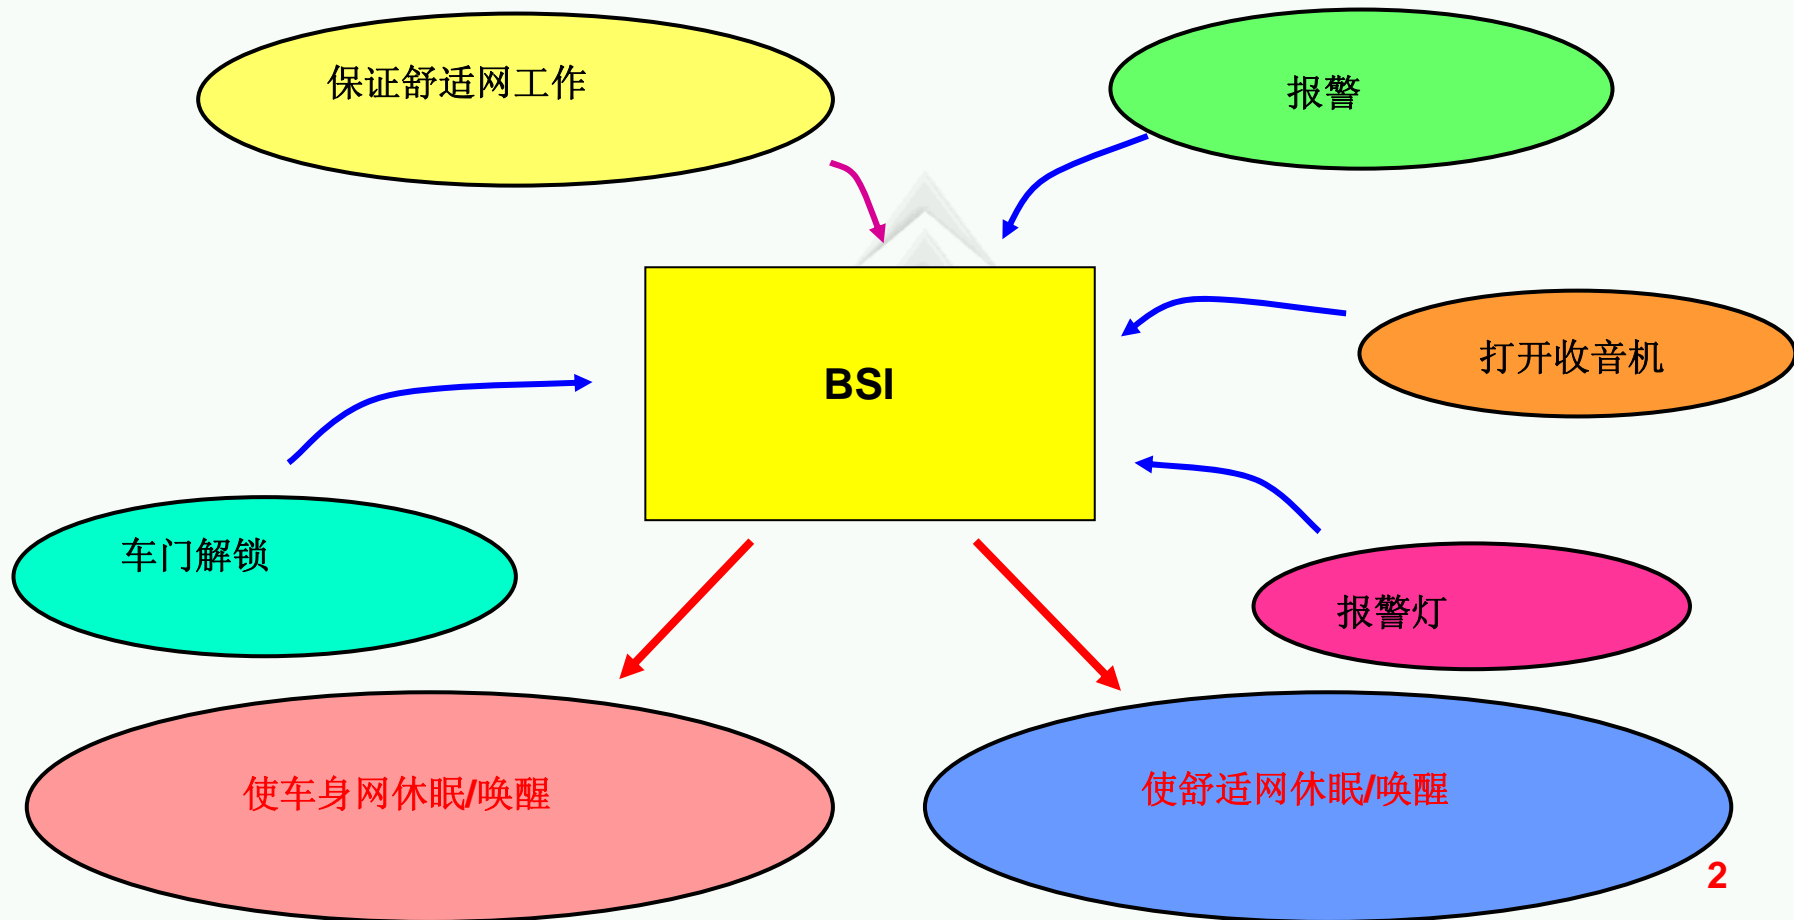 保证舒适网工作
报警
打开收音机
BSI
车门解锁
报警灯
使车身网休眠/唤醒
使舒适网休眠/唤醒
2